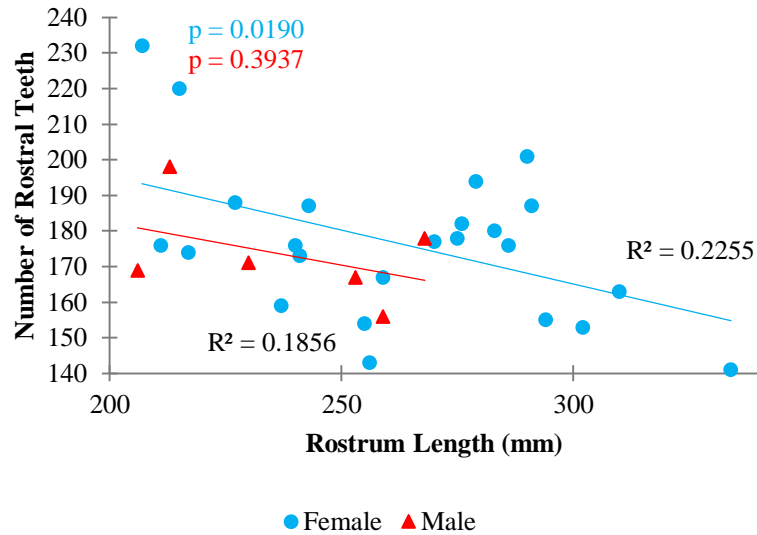 240
230
220
210
200
190
180
170
160
150
140
Number of Rostral Teeth
p = 0.0190
p = 0.3937
R² = 0.2255
R² = 0.1856
200 250 300
Rostrum Length (mm)
Female Male